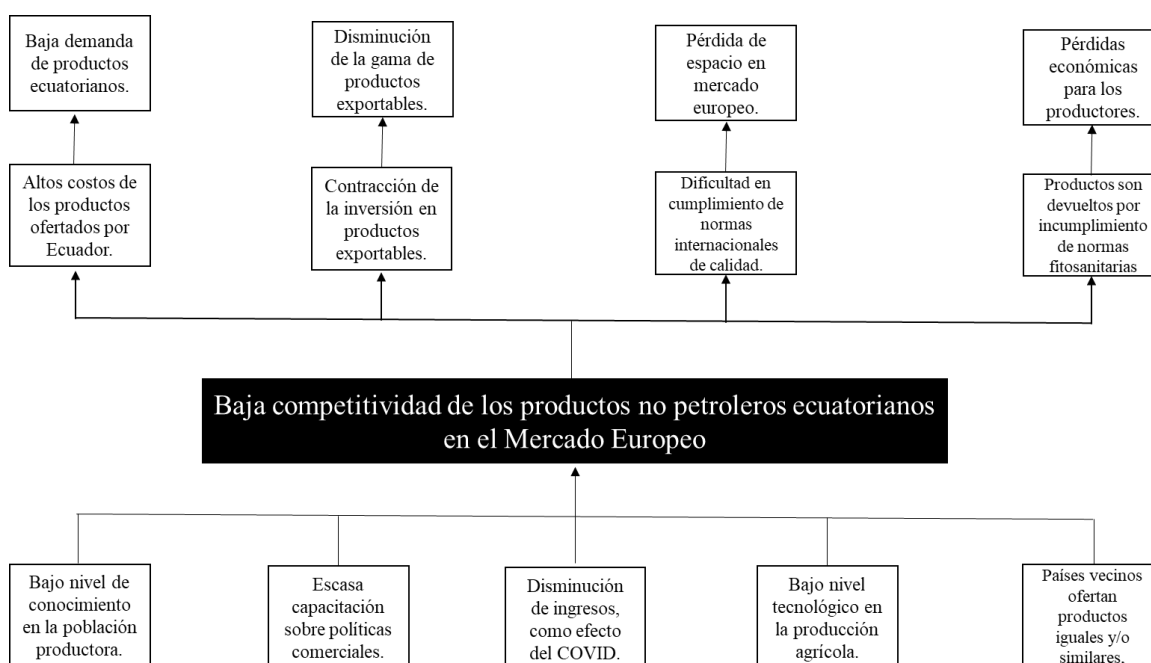 Baja demanda
de productos
ecuatorianos.
Disminución
de la gama de
productos
exportables.
Pérdida de
espacio en
mercado
europeo.
Pérdidas
económicas
para los
productores.
Altos costos de
los productos
ofertados por
Ecuador.
Contracción de
la inversión en
productos
exportables.
Dificultad en
cumplimiento de
normas
internacionales
de calidad.
Productos son
devueltos por
incumplimiento
de normas
fitosanitarias
Baja competitividad de los productos no petroleros ecuatorianos
en el Mercado Europeo
Bajo nivel de
conocimiento
en la población
productora.
Escasa
capacitación
sobre políticas
comerciales.
Disminución
de ingresos,
como efecto
del COVID.
Bajo nivel
tecnológico en
la producción
agrícola.
Países vecinos
ofertan
productos
iguales y/o
similares.